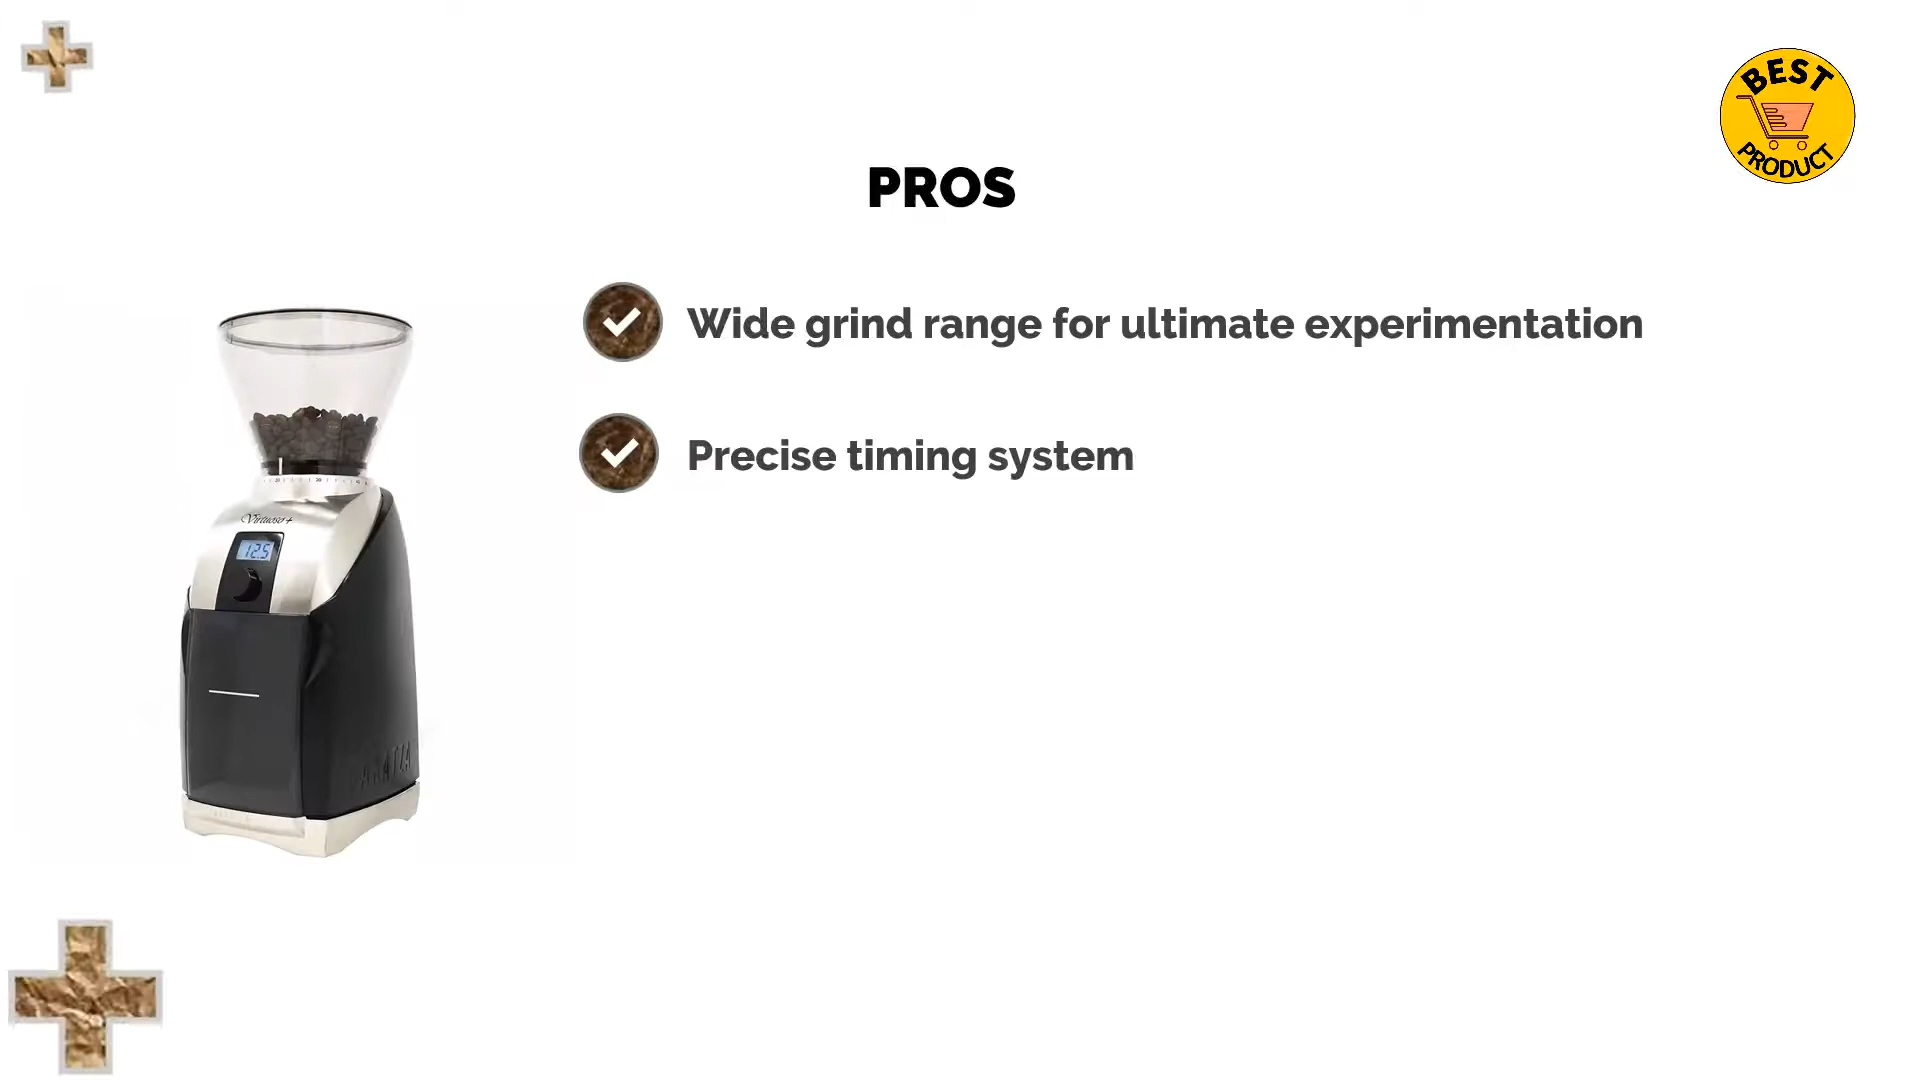 BEST
PRODUCT
PROS
Wide grind range for ultimate experimentation
Precise timing system
Virtuoso+
12.5